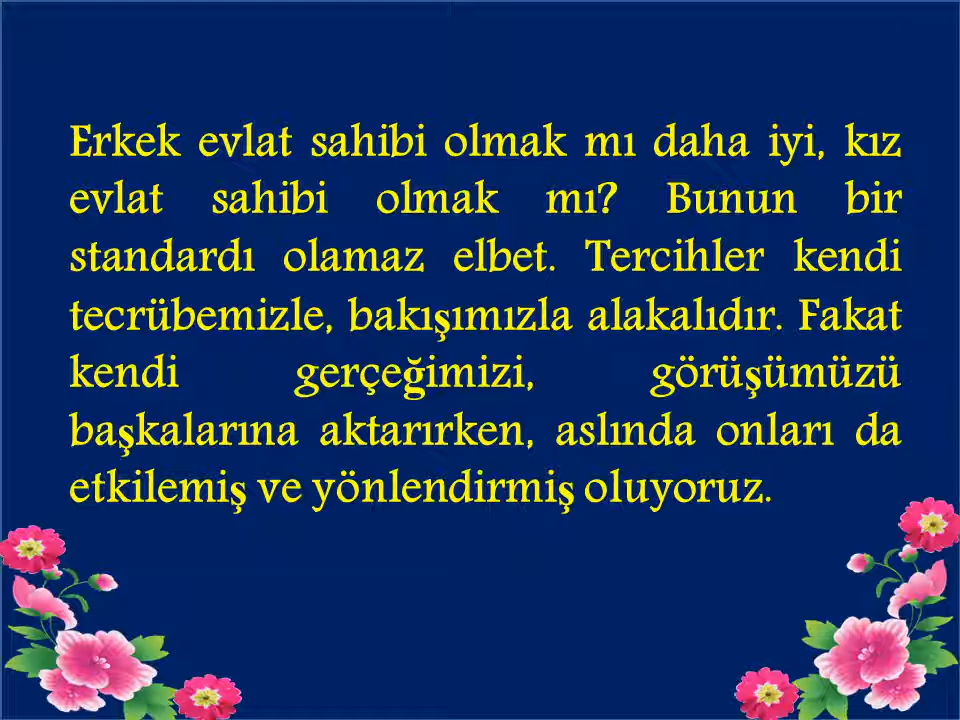 Erkek evlat sahibi olmak mı daha iyi, kız
evlat sahibi olmak mı? Bunun bir
standardı olamaz elbet. Tercihler kendi
tecrübemizle, bakışımızla alakalıdır. Fakat
kendi gerçeğimizi, görüşümüzü
başkalarına aktarırken, aslında onları da
etkilemiş ve yönlendirmiş oluyoruz.